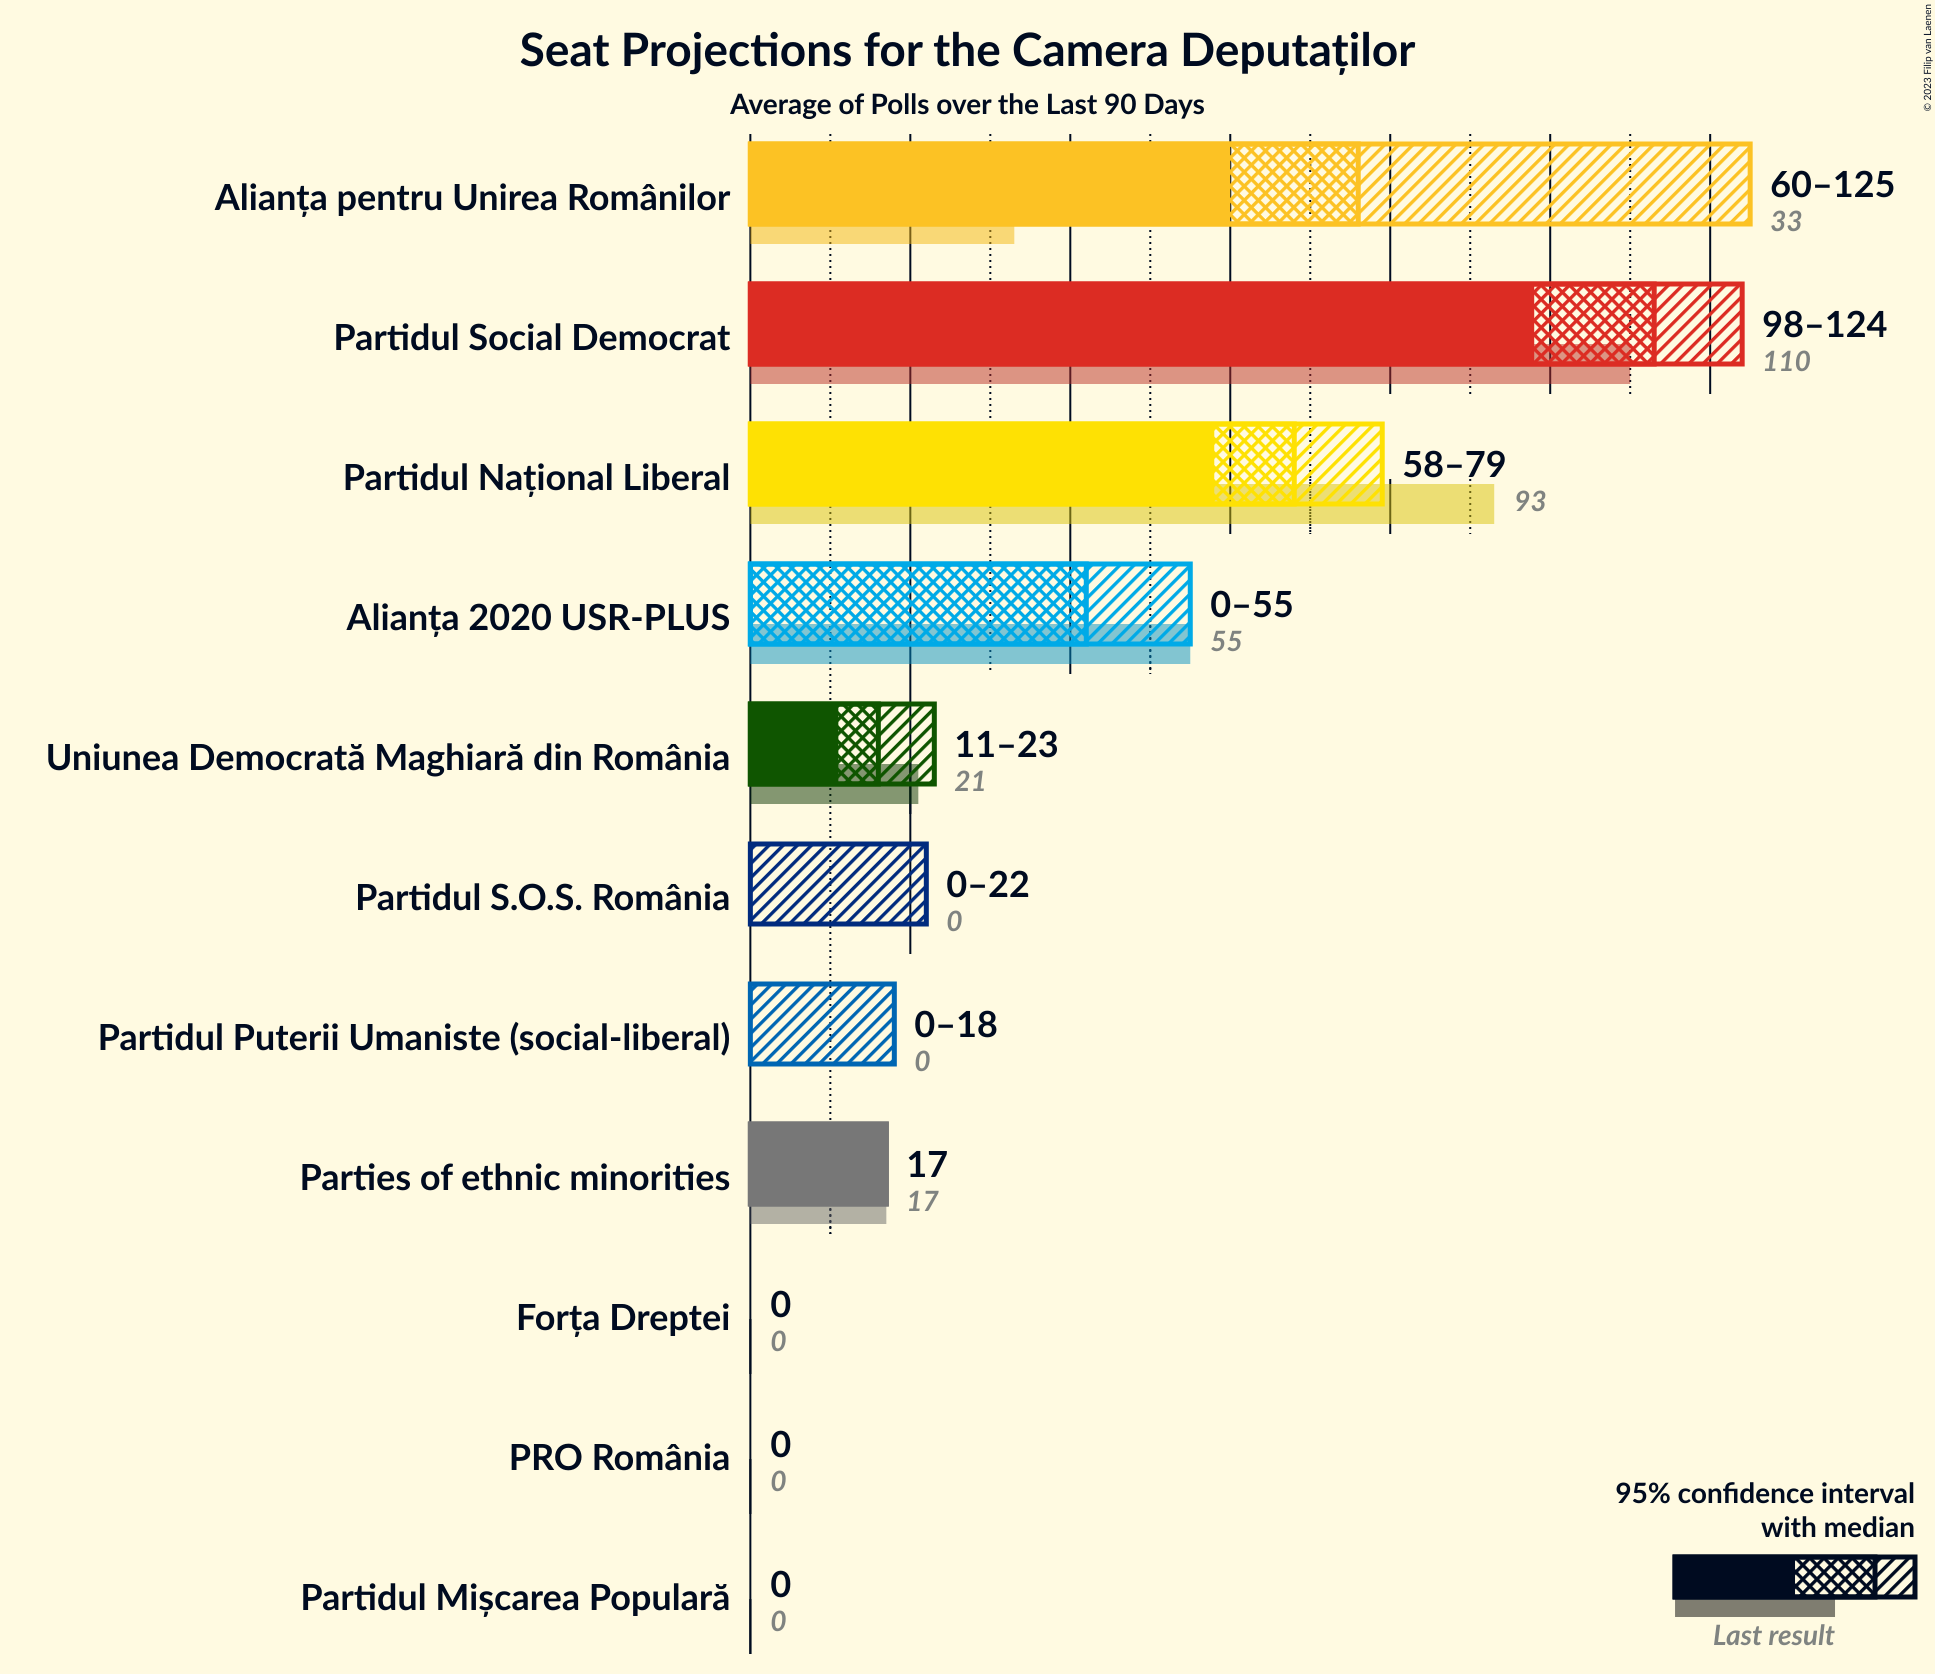 Seat Projections for the Camera Deputaților
Average of Polls over the Last 90 Days
© 2023 Filip van Laenen
Alianța pentru Unirea Românilor
60–125
33
Partidul Social Democrat
98–124
110
Partidul Național Liberal
58–79
93
Alianța 2020 USR-PLUS
0–55
55
Uniunea Democrată Maghiară din România
11–23
21
Partidul S.O.S. România
0–22
0
Partidul Puterii Umaniste (social-liberal)
0–18
0
Parties of ethnic minorities
17
17
Forța Dreptei
0
0
PRO România
0
0
Partidul Mișcarea Populară
0
0
95% confidence interval
with median
Last result